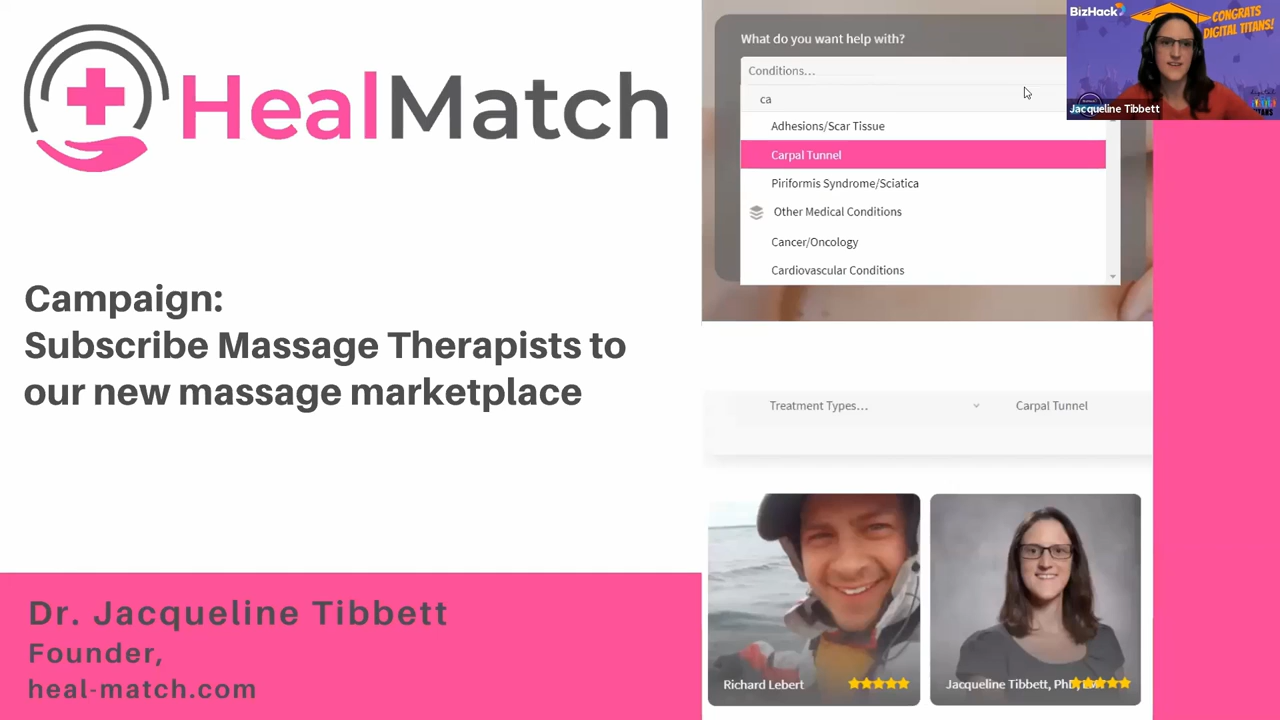 HealMatch
Campaign:
Subscribe Massage Therapists to
our new massage marketplace
Dr. Jacqueline Tibbett
Founder,
heal-match.com
What do you want help with?
Conditions...
ca
Adhesions/Scar Tissue
Carpal Tunnel
Piriformis Syndrome/Sciatica
Other Medical Conditions
Cancer/Oncology
Cardiovascular Conditions
Treatment Types...
Carpal Tunnel
Richard Lebert
Jacqueline Tibbett, PhD,
BizHack
CONGRATS
DIGITAL TITANS!
Jacqueline Tibbett